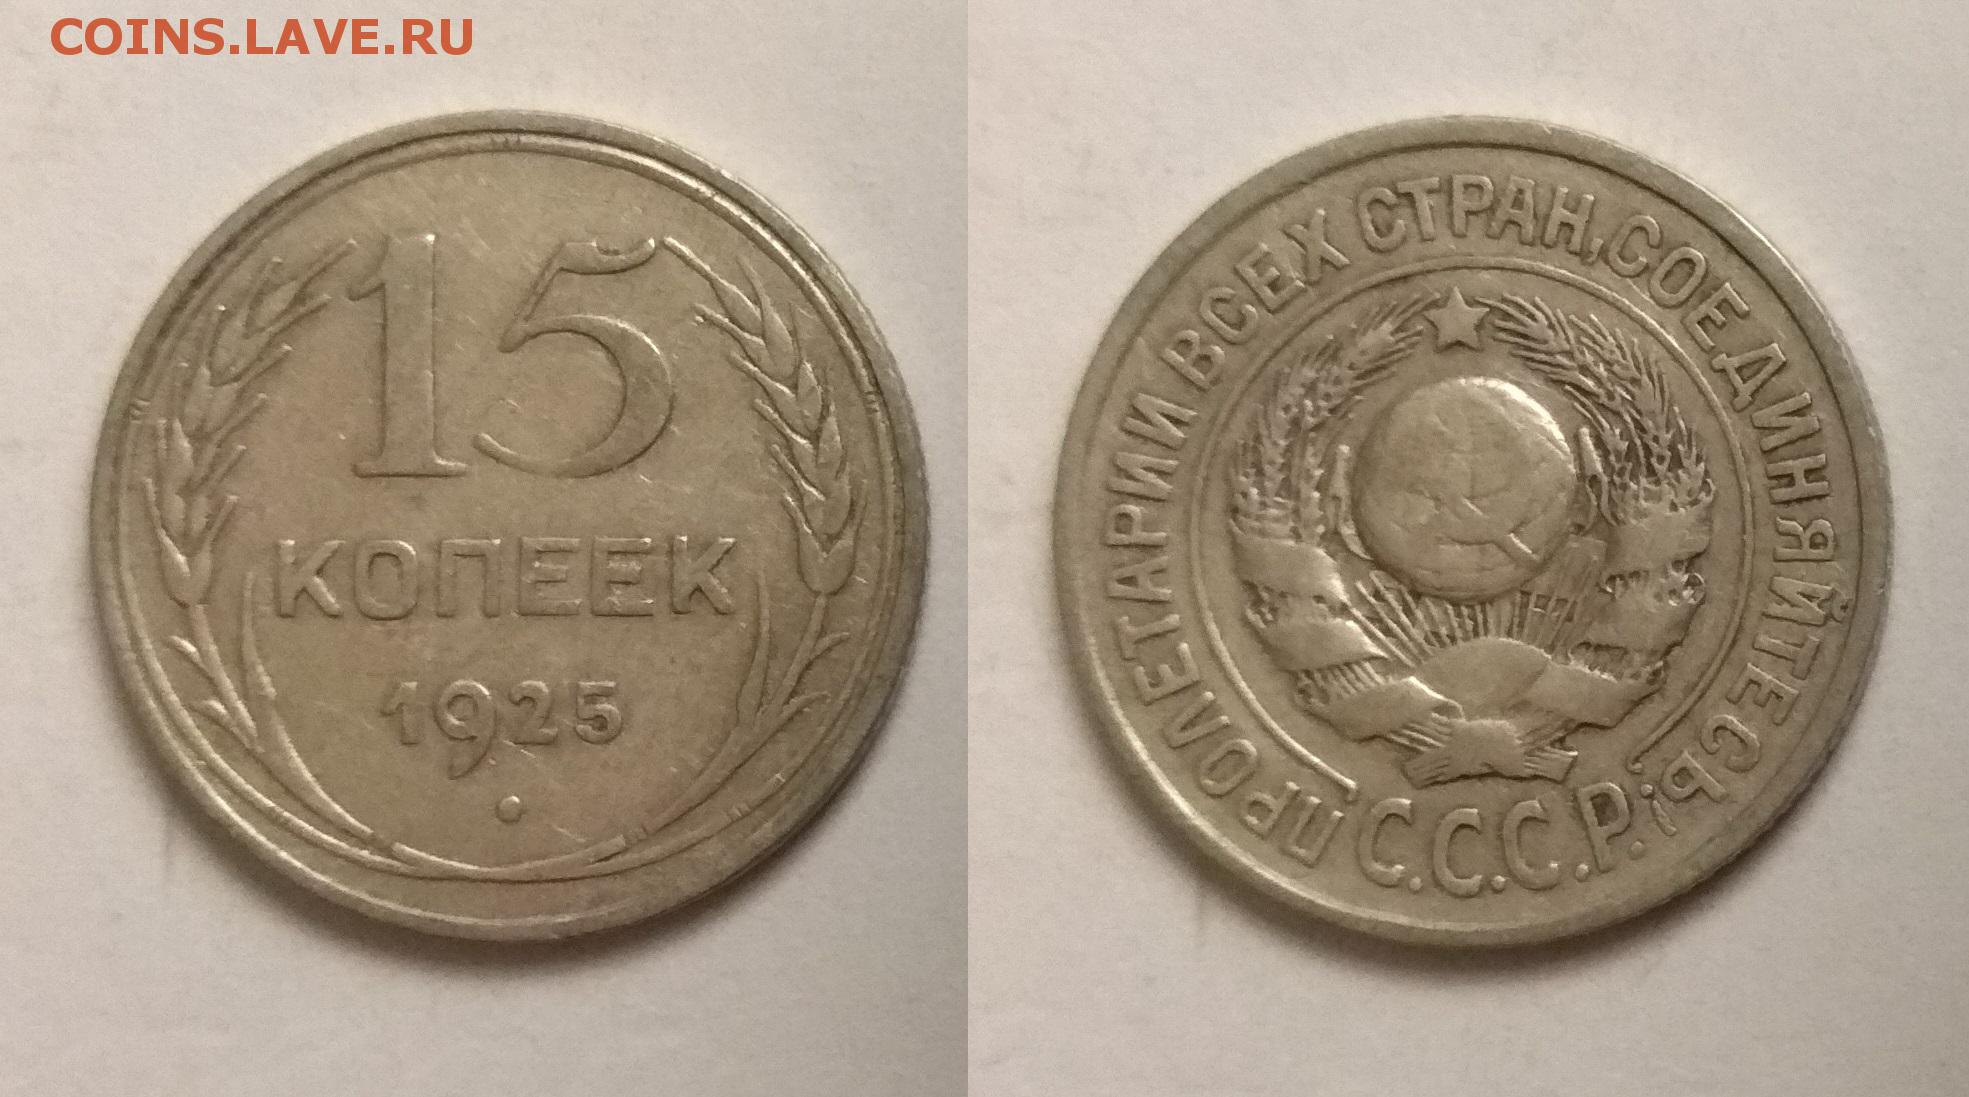 COINS.LAVE.RU
15
КОПЕЕК
1925
ПРОЛЕТАРИИ ВСЕХ СТРАН, СОЕДИНЯЙТЕСЬ!
С.С.С.Р.